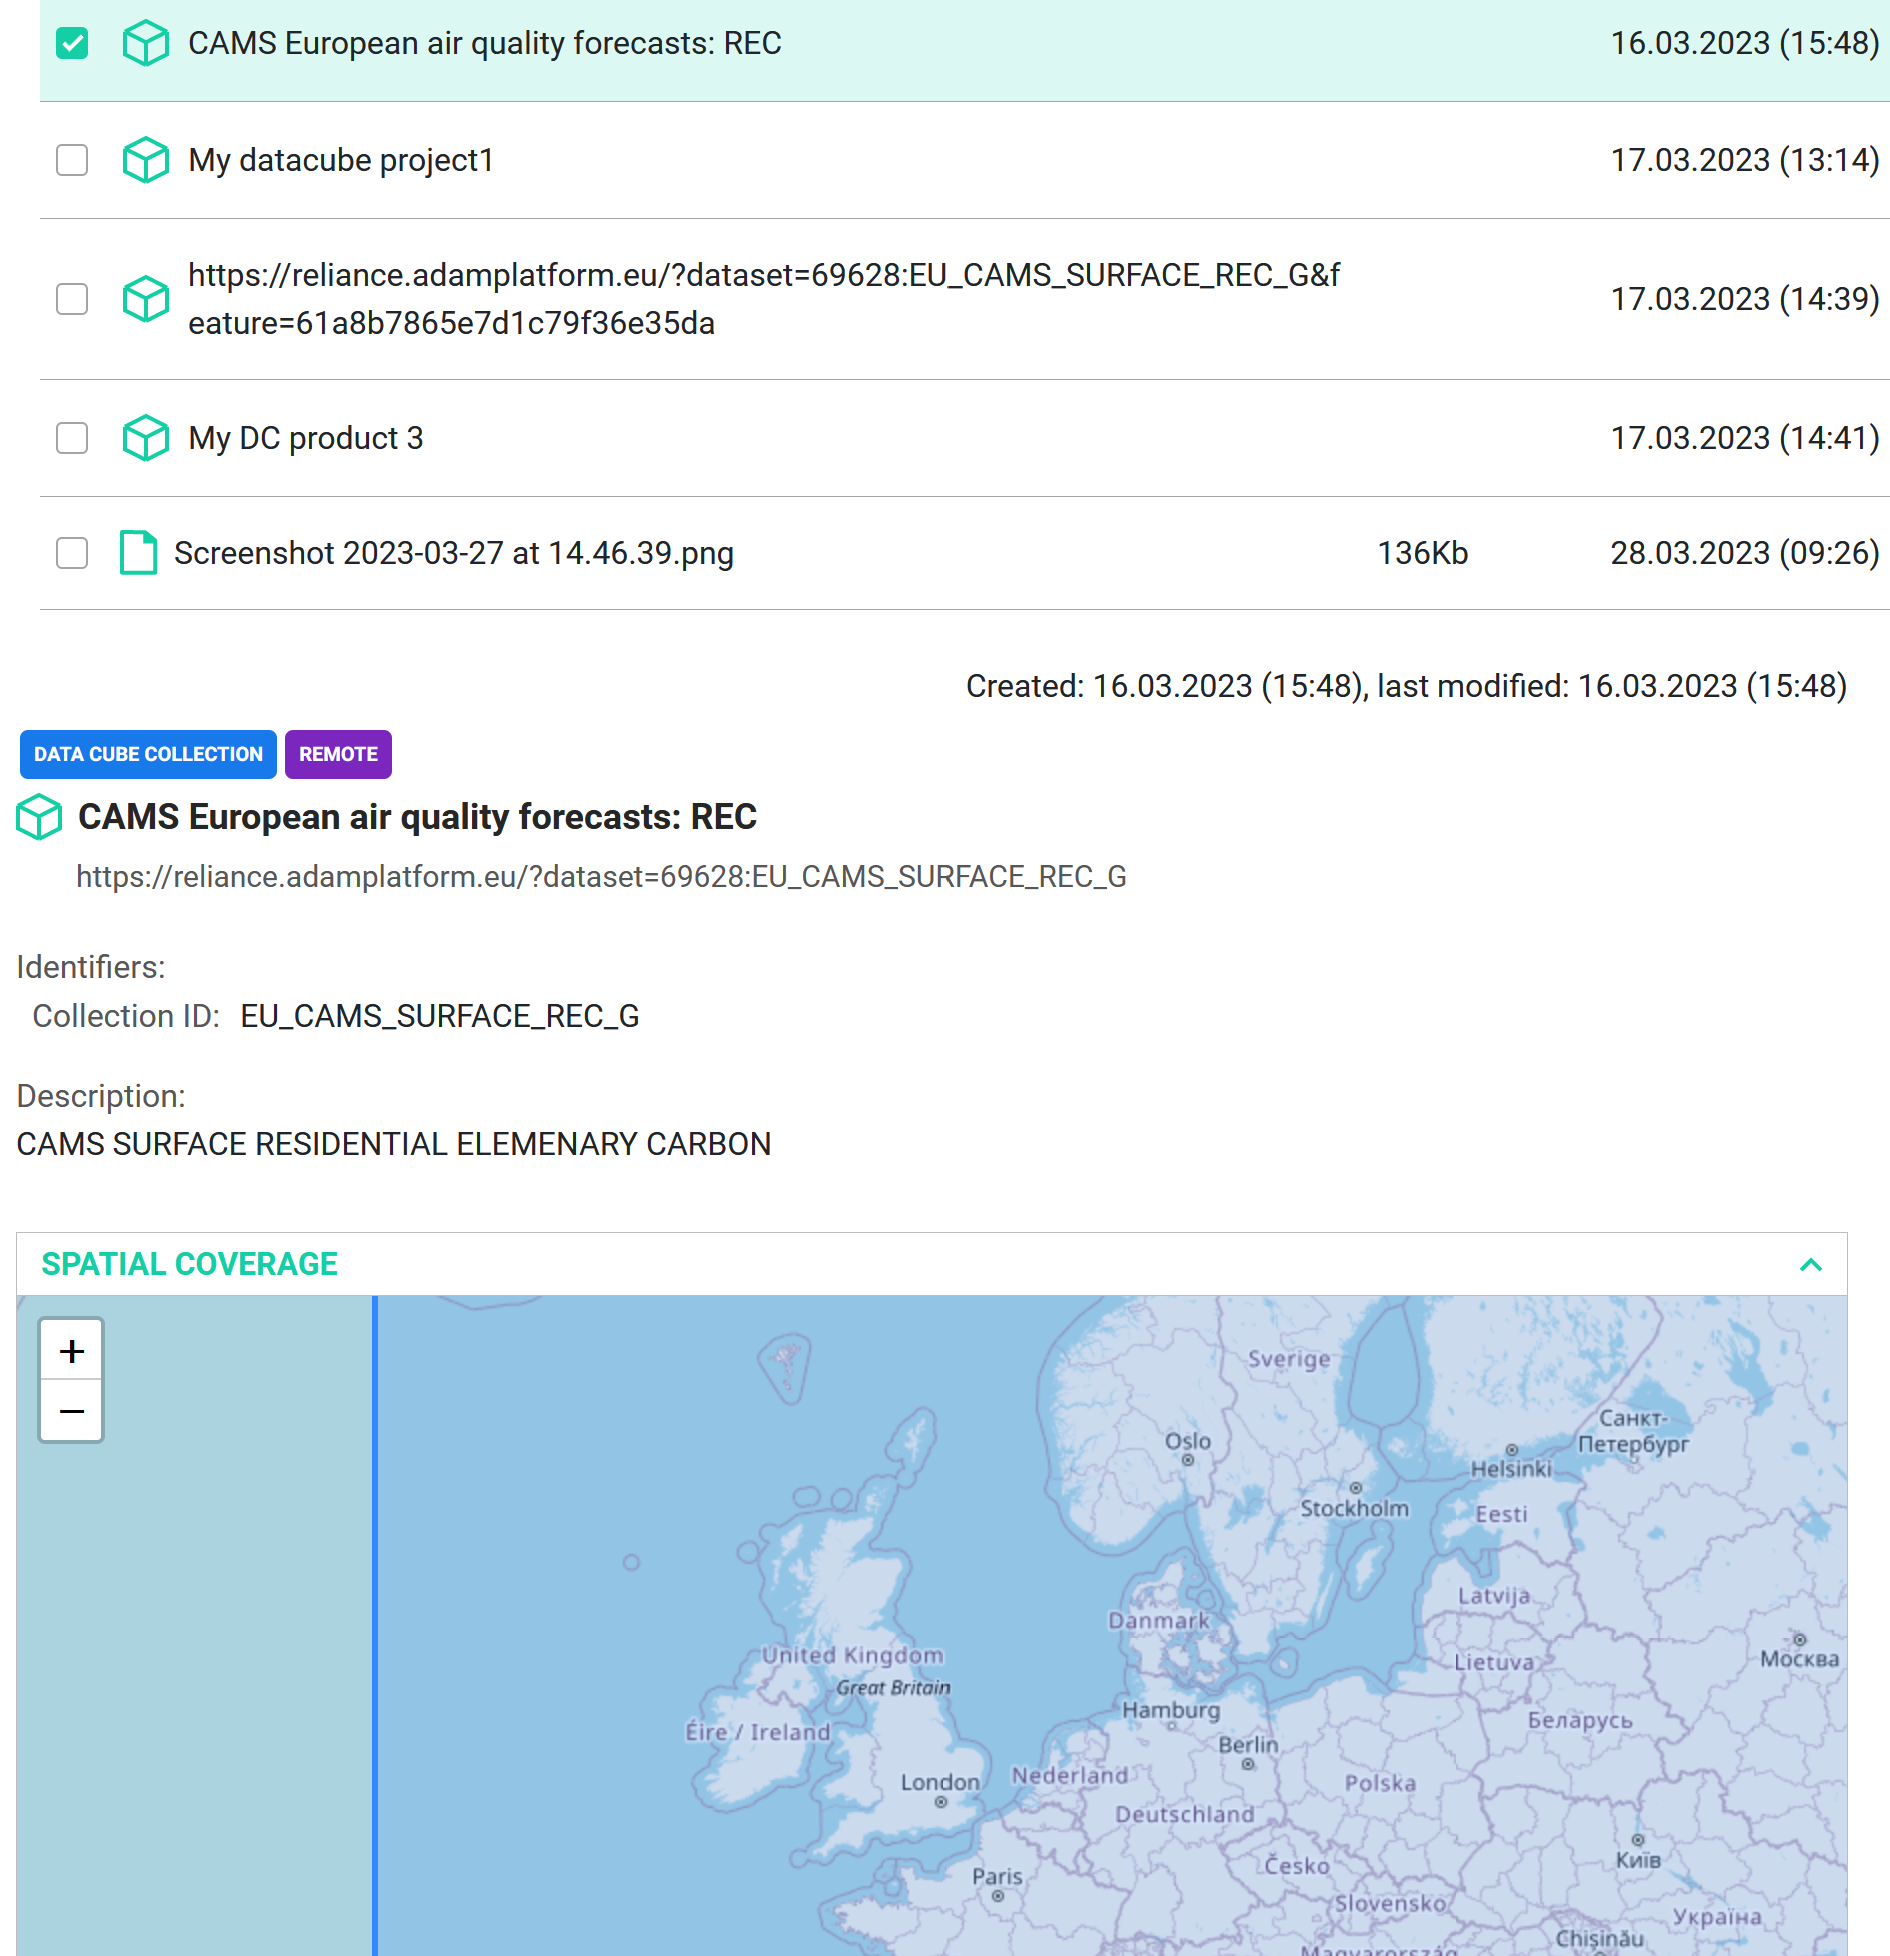 CAMS European air quality forecasts: REC 16.03.2023 (15:48)
My datacube project1 17.03.2023 (13:14)
https://reliance.adamplatform.eu/?dataset=69628:EU_CAMS_SURFACE_REC_G&f
eature=61a8b7865e7d1c79f36e35da 17.03.2023 (14:39)
My DC product 3 17.03.2023 (14:41)
Screenshot 2023-03-27 at 14.46.39.png 136Kb 28.03.2023 (09:26)
Created: 16.03.2023 (15:48), last modified: 16.03.2023 (15:48)
DATA CUBE COLLECTION REMOTE
CAMS European air quality forecasts: REC
https://reliance.adamplatform.eu/?dataset=69628:EU_CAMS_SURFACE_REC_G
Identifiers:
Collection ID: EU_CAMS_SURFACE_REC_G
Description:
CAMS SURFACE RESIDENTIAL ELEMENARY CARBON
SPATIAL COVERAGE
+
−
Sverige
Санкт-
Петербург
Oslo
Helsinki
Stockholm
Eesti
Latvija
Danmark
United Kingdom
Москва
Lietuva
Great Britain
Hamburg
Беларусь
Éire / Ireland
Berlin
London
Nederland
Polska
Deutschland
Київ
Česko
Paris
Slovensko
Україна
Chișinău
Magyarország